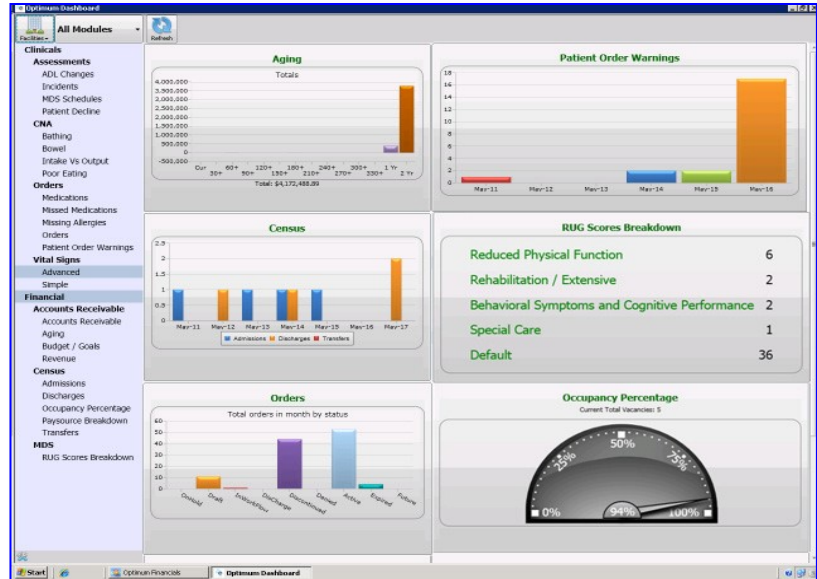 Optimum Dashboard
Facilities
All Modules
Refresh
Clinicals
Assessments
ADL Changes
Incidents
MDS Schedules
Patient Decline
CNA
Bathing
Bowel
Intake Vs Output
Poor Eating
Orders
Medications
Missed Medications
Missing Allergies
Orders
Patient Order Warnings
Vital Signs
Advanced
Simple
Financial
Accounts Receivable
Accounts Receivable
Aging
Budget / Goals
Revenue
Census
Admissions
Discharges
Occupancy Percentage
Paysource Breakdown
Transfers
MDS
RUG Scores Breakdown
Aging
Totals
4,000,000
3,500,000
3,000,000
2,500,000
2,000,000
1,500,000
1,000,000
500,000
0
-500,000
Cur 60+ 120+ 180+ 240+ 300+ 1 Yr
30+ 90+ 150+ 210+ 270+ 330+ 2 Yr
Total: $4,172,488.89
Patient Order Warnings
18
16
14
12
10
8
6
4
2
0
May-11 May-12 May-13 May-14 May-15 May-16
Census
2.5
2
1.5
1
0.5
0
May-11 May-12 May-13 May-14 May-15 May-16 May-17
Admissions Discharges Transfers
RUG Scores Breakdown
Reduced Physical Function 6
Rehabilitation / Extensive 2
Behavioral Symptoms and Cognitive Performance 2
Special Care 1
Default 36
Orders
Total orders in month by status
60
50
40
30
20
10
0
OnHold Draft InWorkFlow DisCharge Discontinued Denied Active Expired Future
Occupancy Percentage
Current Total Vacancies: 5
0% 25% 50% 75% 100%
94%
Start
Optimum Financials
Optimum Dashboard